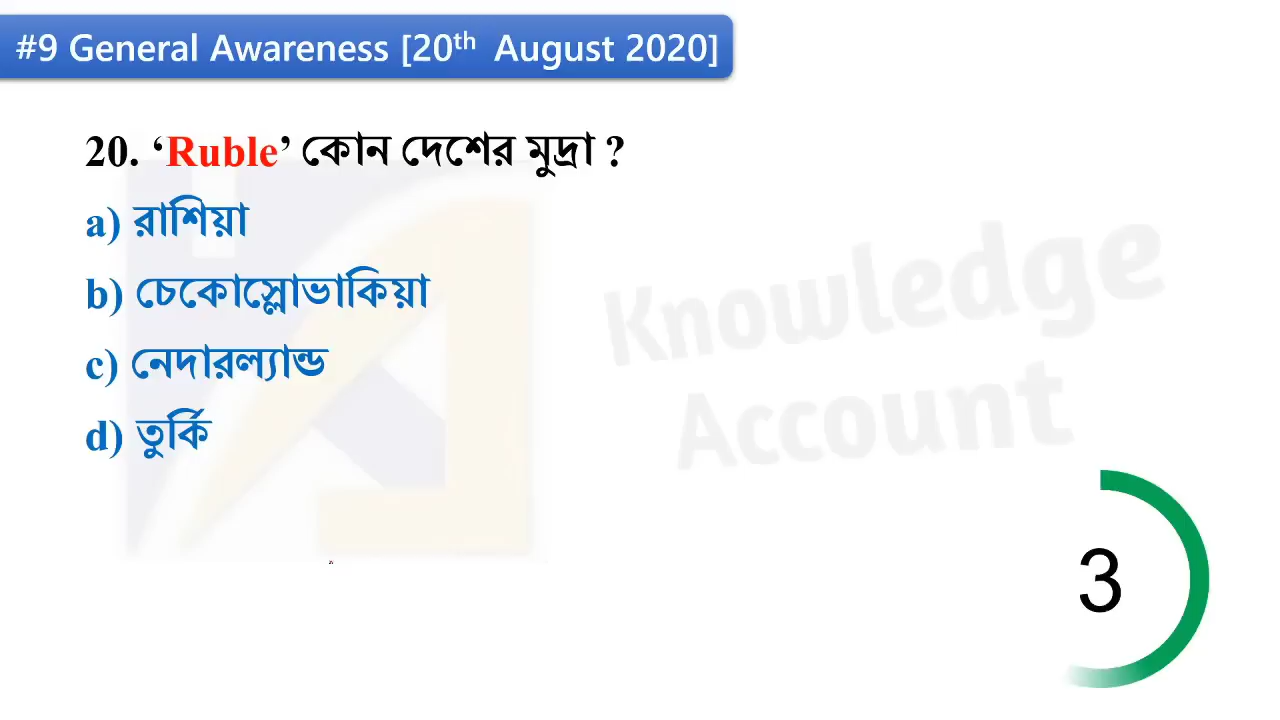 #9 General Awareness [20th August 2020]
20. ‘Ruble’ কোন দেশের মুদ্রা ?
a) রাশিয়া
b) চেকোস্লোভাকিয়া
c) নেদারল্যান্ড
d) তুর্কি
Knowledge
Account
3